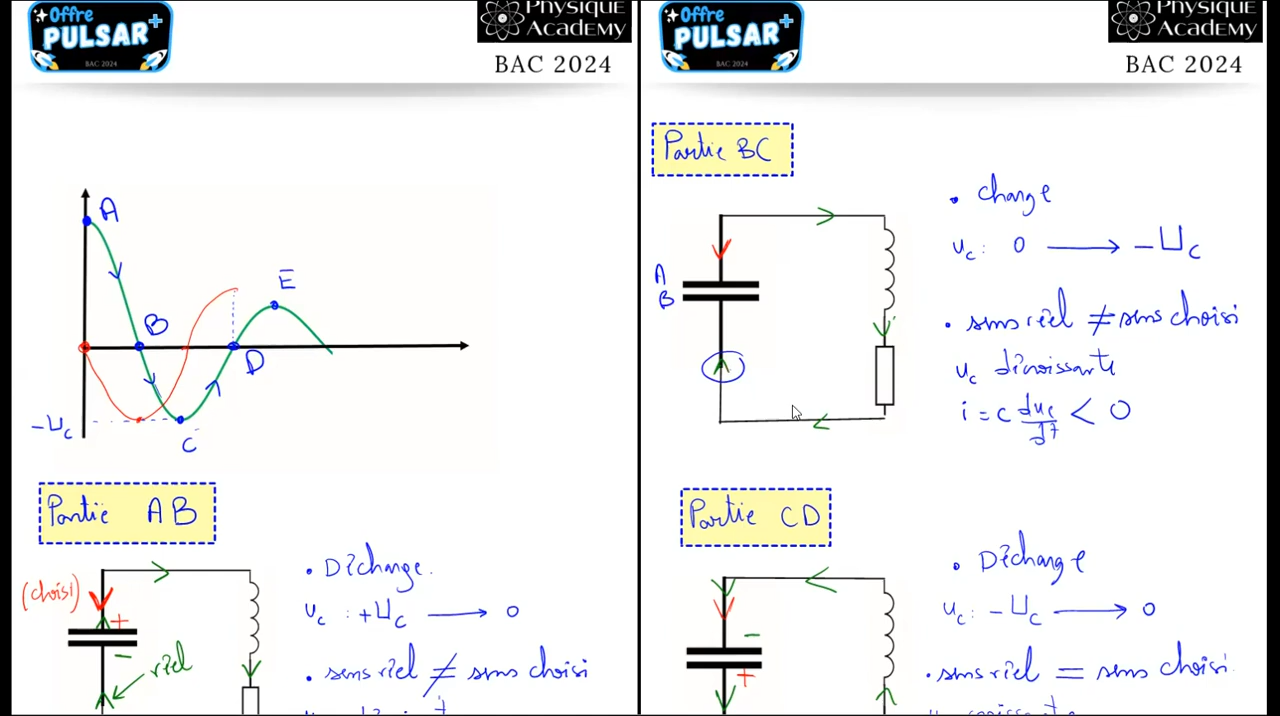 Offre
PULSAR+
BAC 2024
Physique
Academy
BAC 2024
A
B
E
D
-Uc
C
Partie AB
(choisi)
+
-
réel
• Décharge.
uc : +Uc → 0
• sens réel ≠ sens choisi
Offre
PULSAR+
BAC 2024
Physique
Academy
BAC 2024
Partie BC
A
B
• charge
uc : 0 → -Uc
• sens réel ≠ sens choisi
uc décroissante
i = c duc/dt < 0
Partie CD
-
+
• Décharge
uc : -Uc → 0
• sens réel = sens choisi.